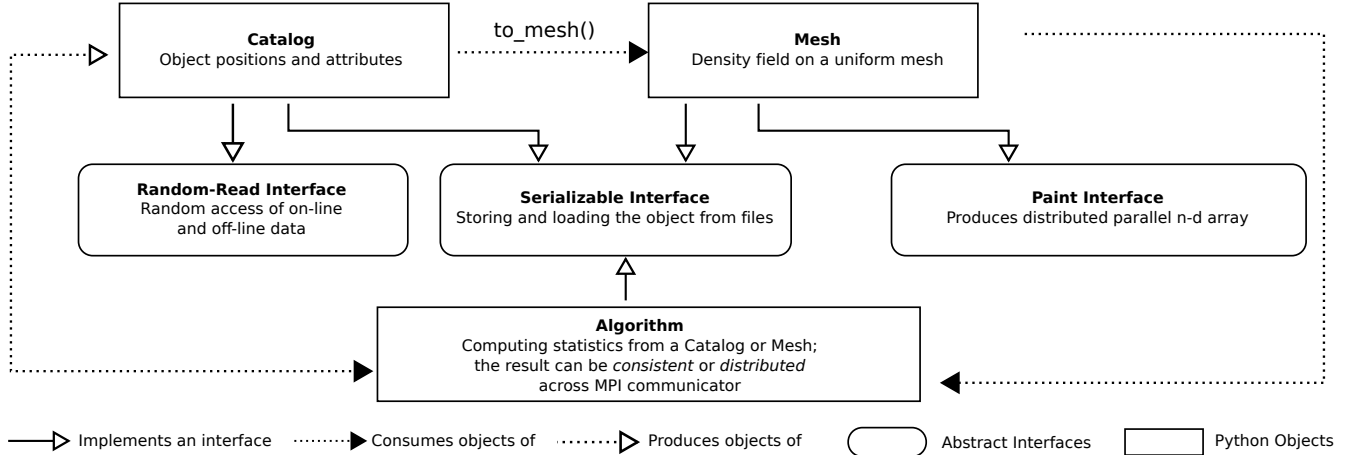 Catalog
Object positions and attributes
to_mesh()
Mesh
Density field on a uniform mesh
Random-Read Interface
Random access of on-line
and off-line data
Serializable Interface
Storing and loading the object from files
Paint Interface
Produces distributed parallel n-d array
Algorithm
Computing statistics from a Catalog or Mesh;
the result can be consistent or distributed
across MPI communicator
Implements an interface
Consumes objects of
Produces objects of
Abstract Interfaces
Python Objects